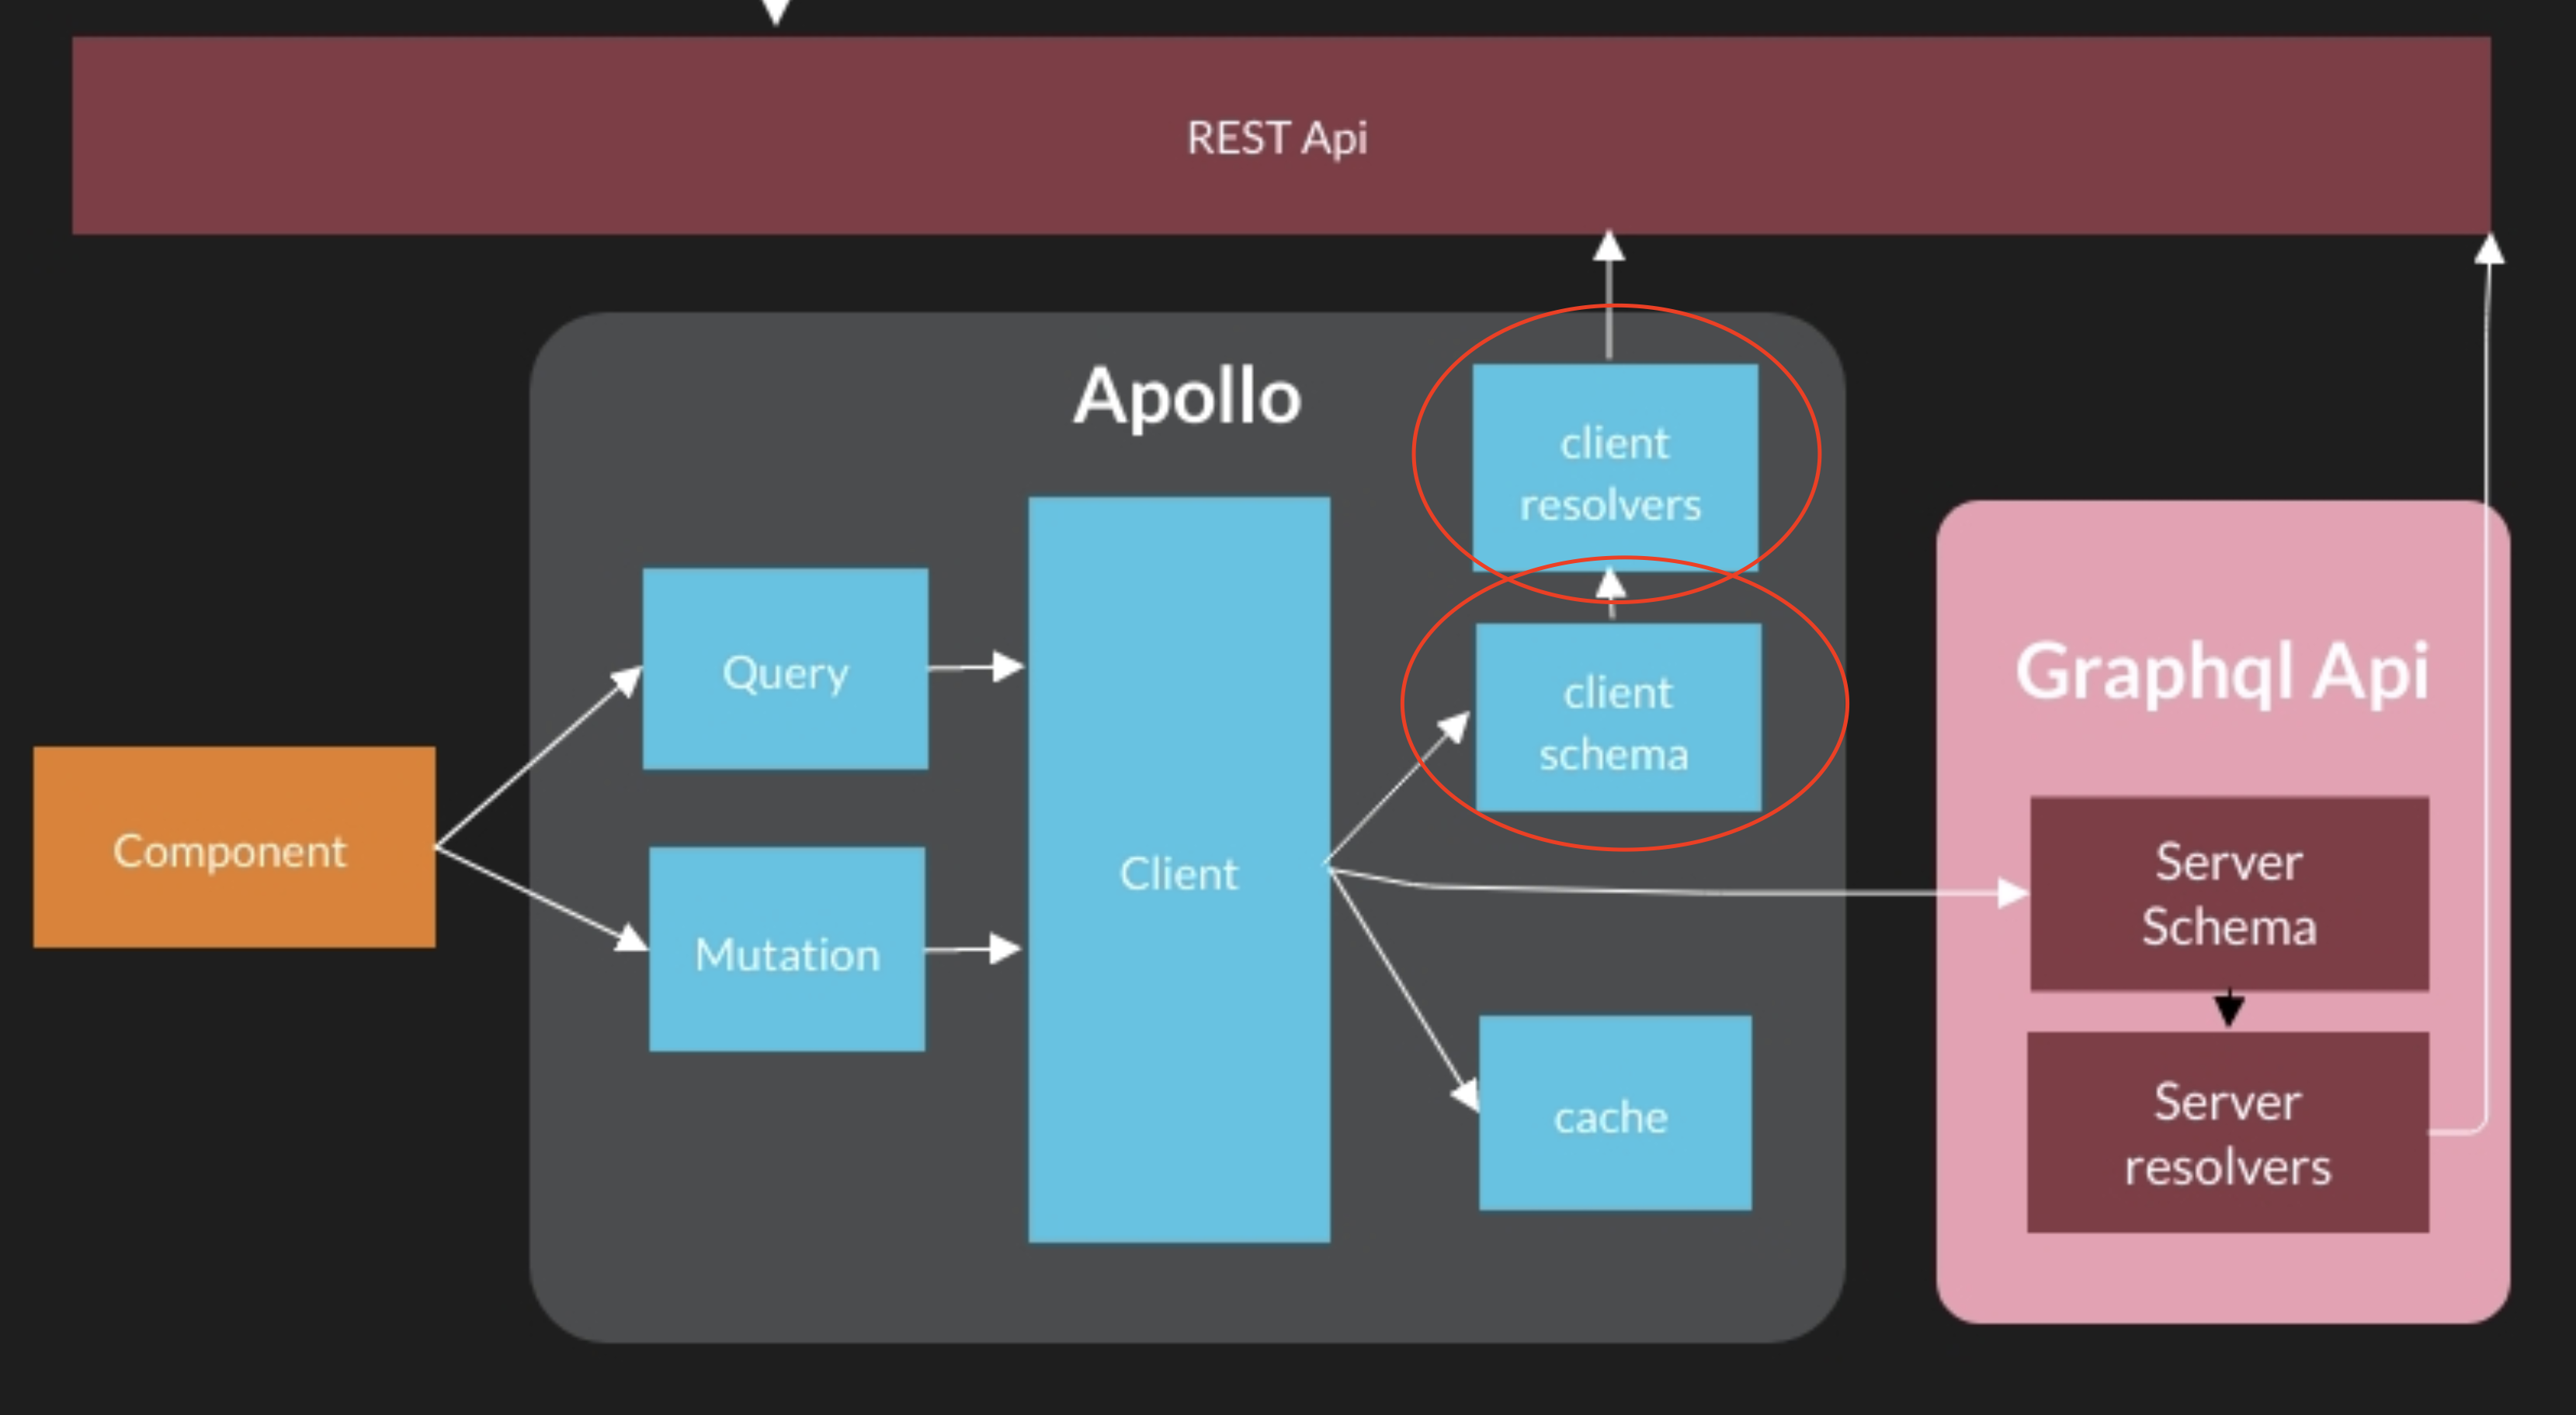 REST Api
Apollo
client
resolvers
Query
client
schema
Graphql Api
Component
Mutation
Client
Server
Schema
cache
Server
resolvers